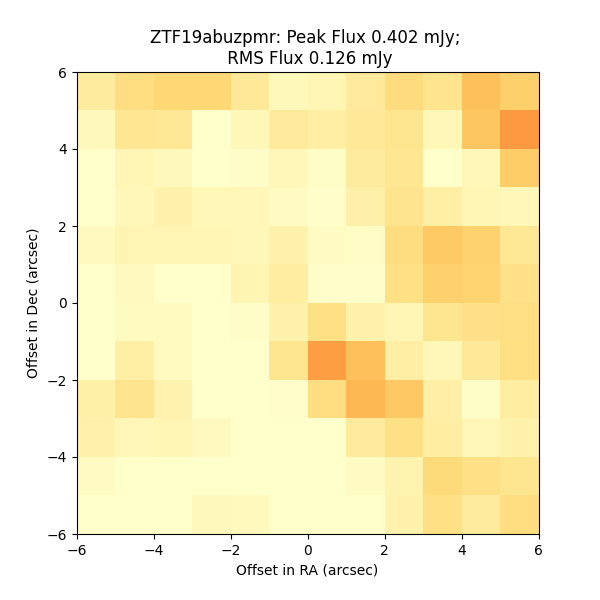 ZTF19abuzpmr: Peak Flux 0.402 mJy;
RMS Flux 0.126 mJy
6
4
2
0
−2
−4
−6
Offset in Dec (arcsec)
−6 −4 −2 0 2 4 6
Offset in RA (arcsec)